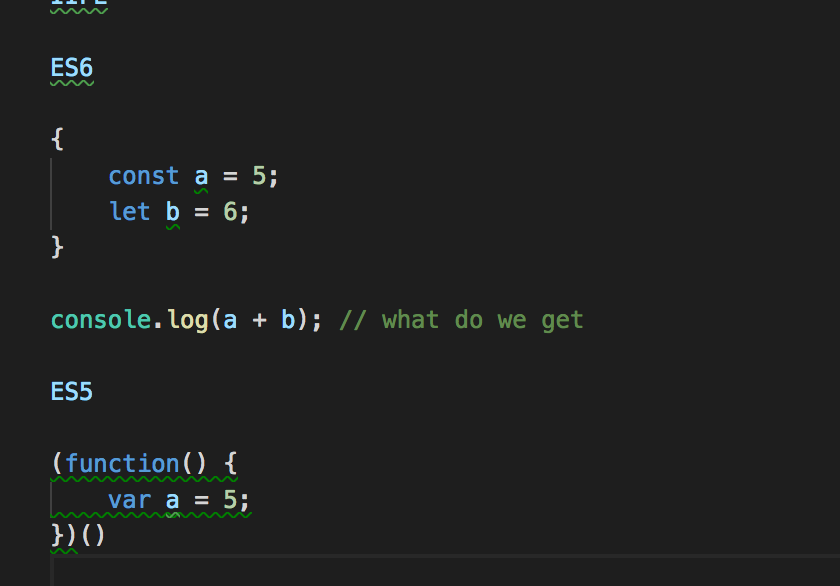 ES6
{
    const a = 5;
    let b = 6;
}
console.log(a + b); // what do we get
ES5
(function() {
    var a = 5;
})()